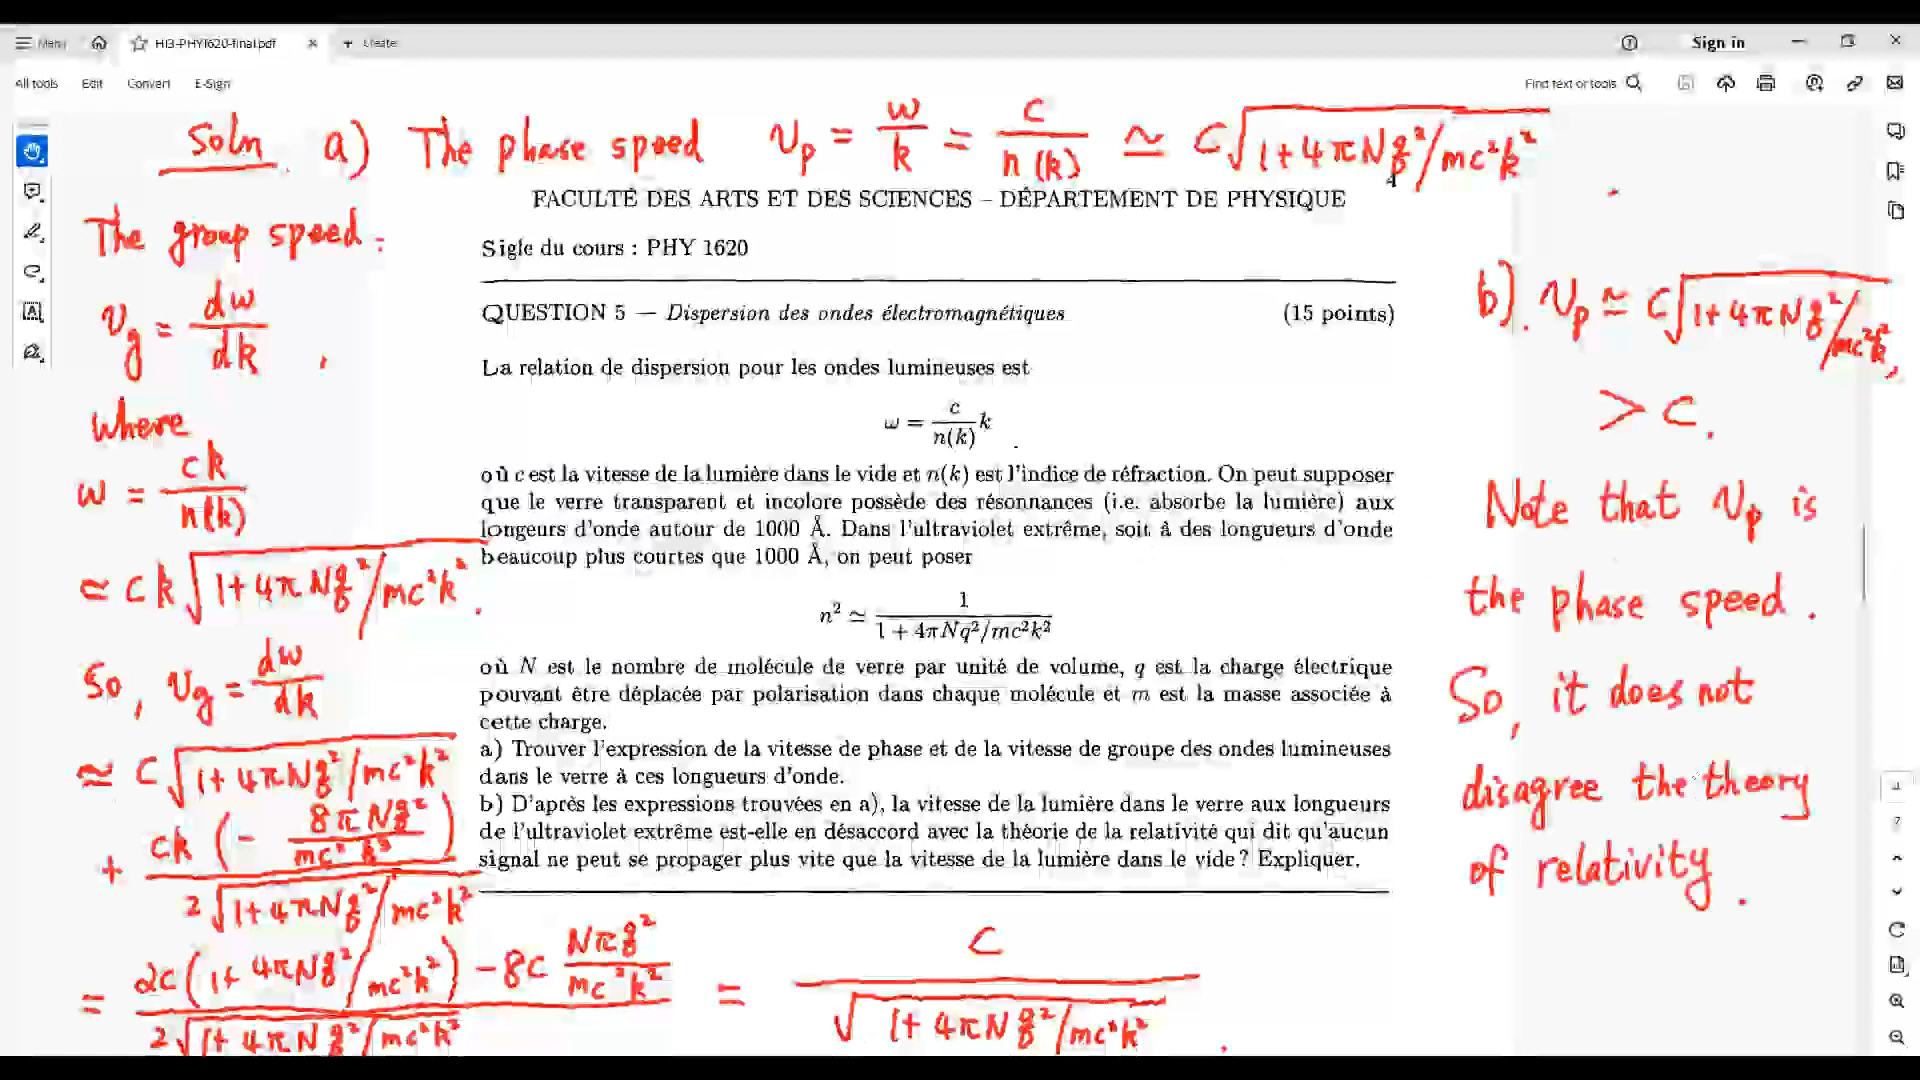 Menu
HI3-PHY1620-final.pdf
+ Create
Sign in
All tools Edit Convert E-Sign
Find text or tools
Soln a) The phase speed v_p = w/k = c/n(k) ≃ c√(1+4πNq²/mc²k²)
4
FACULTÉ DES ARTS ET DES SCIENCES – DÉPARTEMENT DE PHYSIQUE
Sigle du cours : PHY 1620
QUESTION 5 — Dispersion des ondes électromagnétiques (15 points)
La relation de dispersion pour les ondes lumineuses est
ω = c/n(k) k
où c est la vitesse de la lumière dans le vide et n(k) est l'indice de réfraction. On peut supposer
que le verre transparent et incolore possède des résonnances (i.e. absorbe la lumière) aux
longeurs d'onde autour de 1000 Å. Dans l'ultraviolet extrême, soit à des longueurs d'onde
beaucoup plus courtes que 1000 Å, on peut poser
n² ≃ 1/(1 + 4πNq²/mc²k²)
où N est le nombre de molécule de verre par unité de volume, q est la charge électrique
pouvant être déplacée par polarisation dans chaque molécule et m est la masse associée à
cette charge.
a) Trouver l'expression de la vitesse de phase et de la vitesse de groupe des ondes lumineuses
dans le verre à ces longueurs d'onde.
b) D'après les expressions trouvées en a), la vitesse de la lumière dans le verre aux longueurs
de l'ultraviolet extrême est-elle en désaccord avec la théorie de la relativité qui dit qu'aucun
signal ne peut se propager plus vite que la vitesse de la lumière dans le vide? Expliquer.
The group speed:
v_g = dw/dk ,
where
w = ck/n(k)
≃ ck√(1+4πNq²/mc²k²) .
So, v_g = dw/dk
≈ c√(1+4πNq²/mc²k²)
+ ck(- 8πNq²/mc²k³) / 2√(1+4πNq²/mc²k²)
= (2c(1+4πNq²/mc²k²) - 8c Nπq²/mc²k²) / 2√(1+4πNq²/mc²k²) = c/√(1+4πNq²/mc²k²) .
b). v_p ≃ c√(1+4πNq²/mc²k²),
> c.
Note that v_p is
the phase speed.
So, it does not
disagree the theory
of relativity.